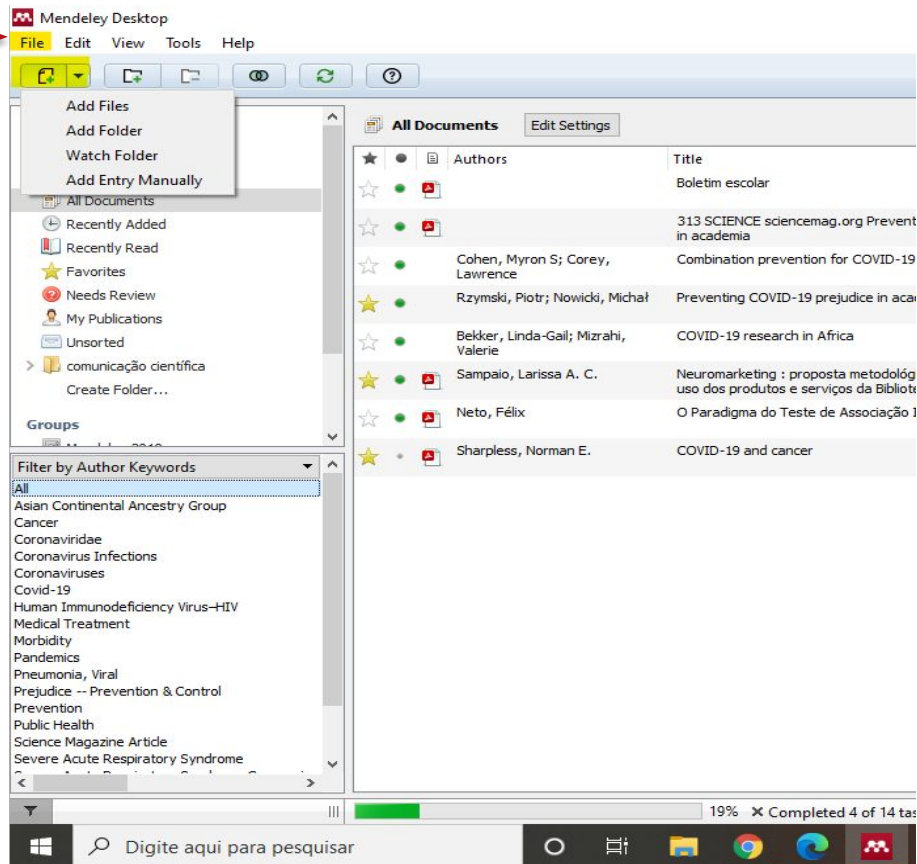 Mendeley Desktop
File Edit View Tools Help
Add Files
Add Folder
Watch Folder
Add Entry Manually
All Documents
Recently Added
Recently Read
Favorites
Needs Review
My Publications
Unsorted
comunicação científica
Create Folder...
Groups
Filter by Author Keywords
All
Asian Continental Ancestry Group
Cancer
Coronaviridae
Coronavirus Infections
Coronaviruses
Covid-19
Human Immunodeficiency Virus–HIV
Medical Treatment
Morbidity
Pandemics
Pneumonia, Viral
Prejudice -- Prevention & Control
Prevention
Public Health
Science Magazine Article
Severe Acute Respiratory Syndrome
All Documents Edit Settings
Authors Title
Boletim escolar
313 SCIENCE sciencemag.org Prevent
in academia
Cohen, Myron S; Corey,
Lawrence
Combination prevention for COVID-19
Rzymski, Piotr; Nowicki, Michał
Preventing COVID-19 prejudice in aca
Bekker, Linda-Gail; Mizrahi,
Valerie
COVID-19 research in Africa
Sampaio, Larissa A. C.
Neuromarketing : proposta metodológ
uso dos produtos e serviços da Bibliote
Neto, Félix
O Paradigma do Teste de Associação
Sharpless, Norman E.
COVID-19 and cancer
19% Completed 4 of 14 tas
Digite aqui para pesquisar